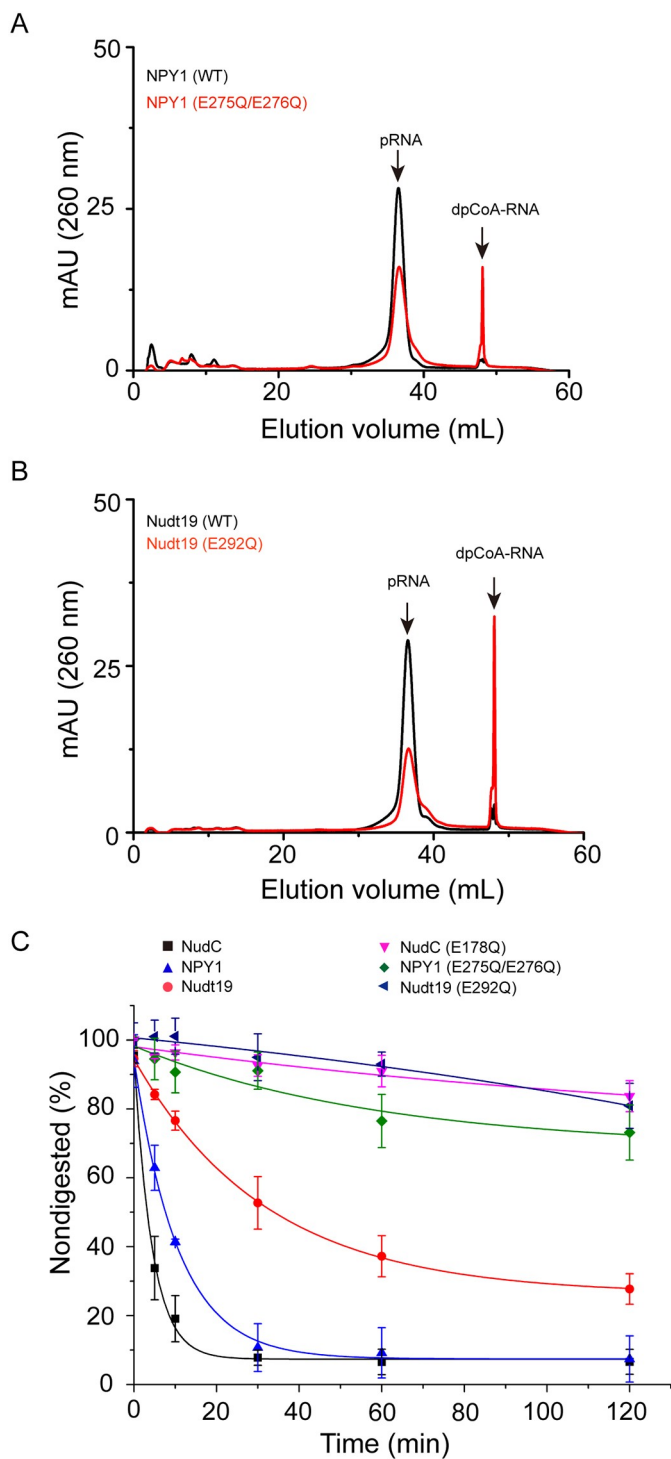 A
50
NPY1 (WT)
NPY1 (E275Q/E276Q)
pRNA
dpCoA-RNA
25
mAU (260 nm)
0
0 20 40 60
Elution volume (mL)
B
50
Nudt19 (WT)
Nudt19 (E292Q)
dpCoA-RNA
pRNA
25
mAU (260 nm)
0
0 20 40 60
Elution volume (mL)
C
NudC
NPY1
Nudt19
NudC (E178Q)
NPY1 (E275Q/E276Q)
Nudt19 (E292Q)
100
80
60
40
20
0
Nondigested (%)
0 20 40 60 80 100 120
Time (min)